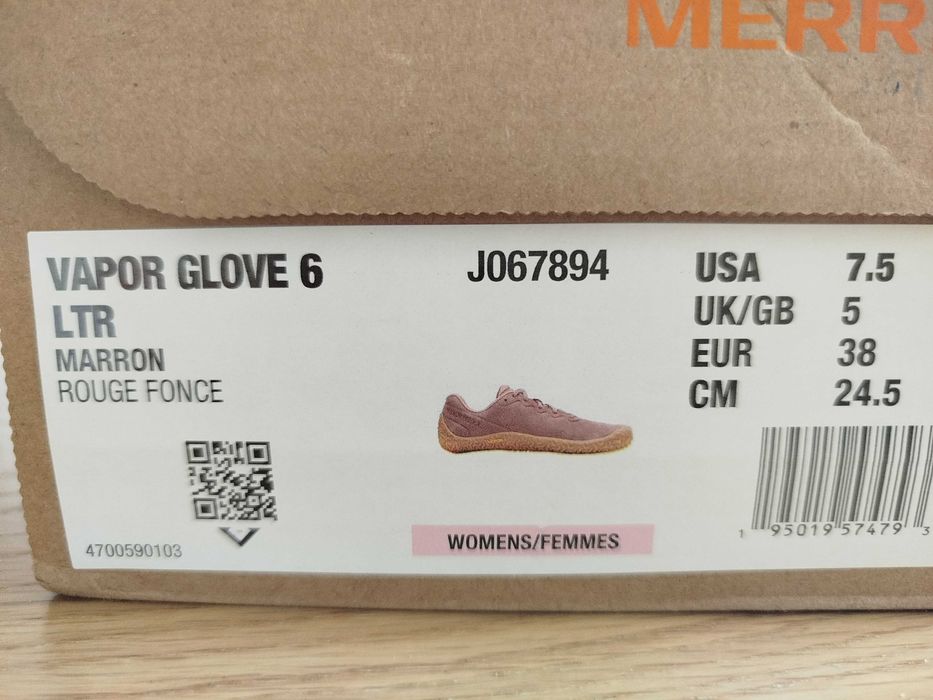 MERR
VAPOR GLOVE 6
LTR
MARRON
ROUGE FONCE
4700590103
J067894
WOMENS/FEMMES
USA 7.5
UK/GB 5
EUR 38
CM 24.5
1 95019 57479 3